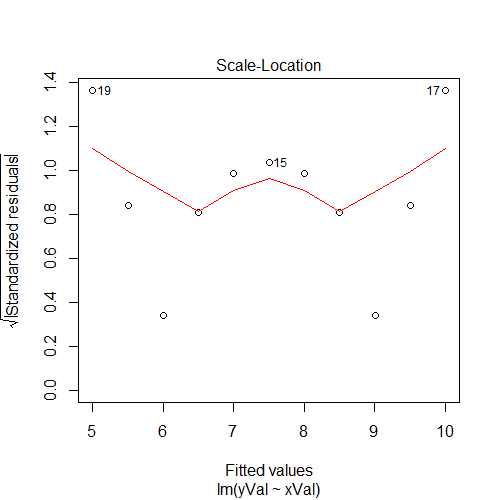 Scale-Location
√|Standardized residuals|
1.4
1.2
1.0
0.8
0.6
0.4
0.2
0.0
19
15
17
5 6 7 8 9 10
Fitted values
lm(yVal ~ xVal)